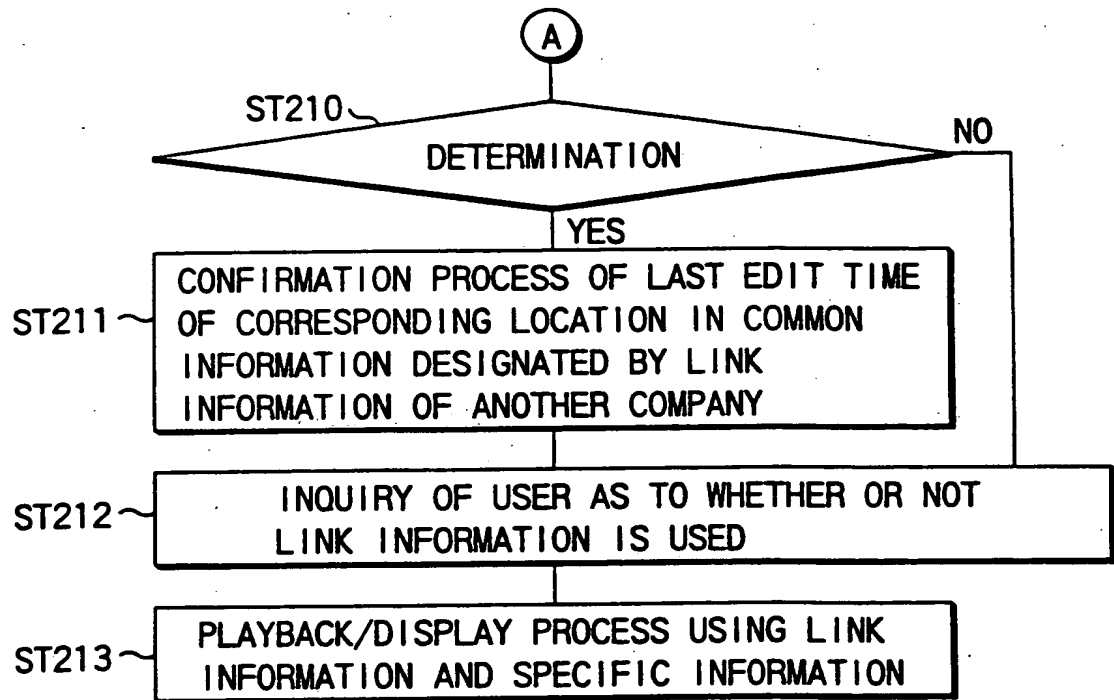 A
ST210
DETERMINATION
NO
YES
ST211
CONFIRMATION PROCESS OF LAST EDIT TIME
OF CORRESPONDING LOCATION IN COMMON
INFORMATION DESIGNATED BY LINK
INFORMATION OF ANOTHER COMPANY
ST212
INQUIRY OF USER AS TO WHETHER OR NOT
LINK INFORMATION IS USED
ST213
PLAYBACK/DISPLAY PROCESS USING LINK
INFORMATION AND SPECIFIC INFORMATION